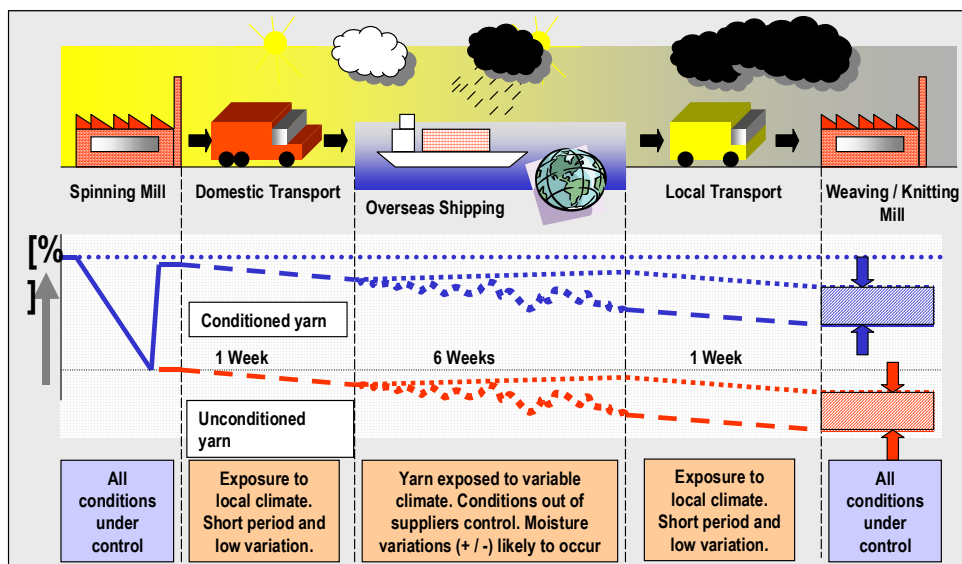 Spinning Mill
Domestic Transport
Overseas Shipping
Local Transport
Weaving / Knitting
Mill
[%
]
Conditioned yarn
1 Week
6 Weeks
1 Week
Unconditioned
yarn
All
conditions
under
control
Exposure to
local climate.
Short period and
low variation.
Yarn exposed to variable
climate. Conditions out of
suppliers control. Moisture
variations (+ / -) likely to occur
Exposure to
local climate.
Short period and
low variation.
All
conditions
under
control